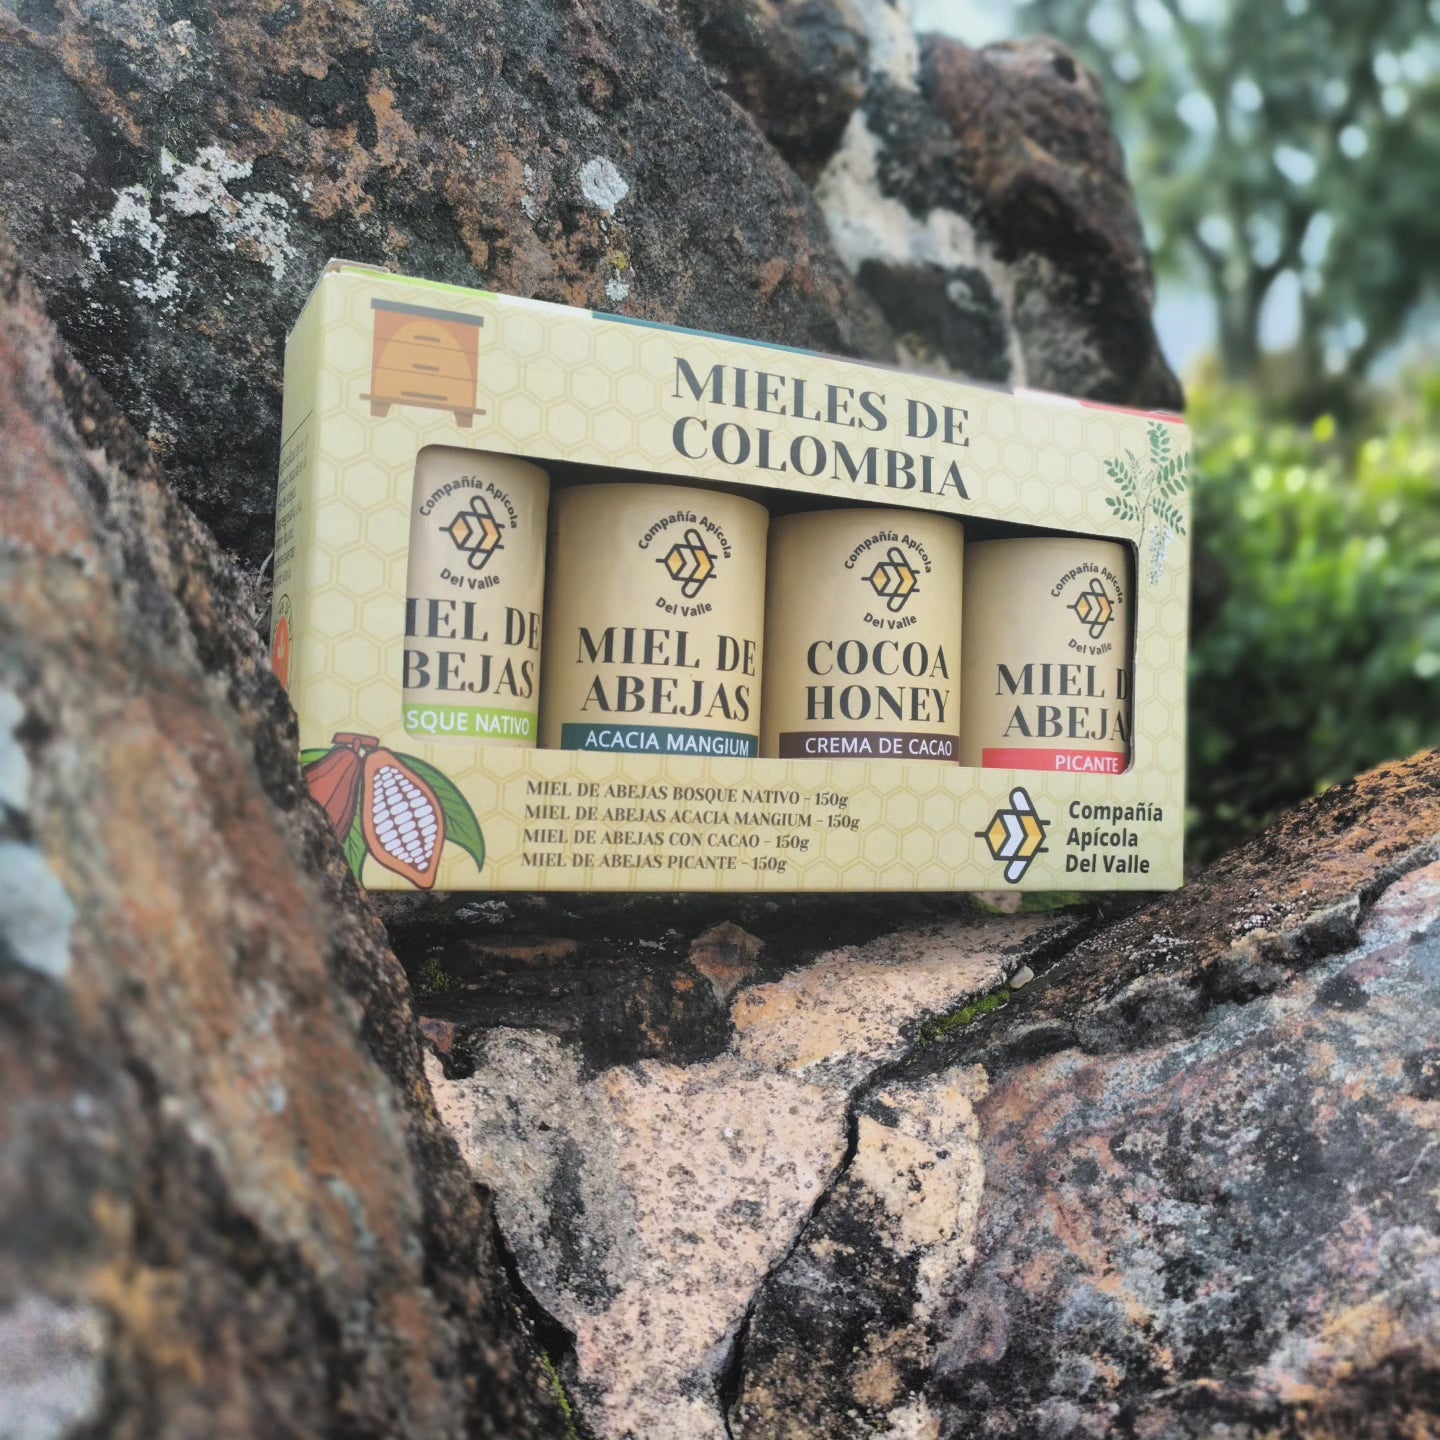 MIELES DE
COLOMBIA
Compañía Apícola
Del Valle
IEL DE
BEJAS
SQUE NATIVO
Compañía Apícola
Del Valle
MIEL DE
ABEJAS
ACACIA MANGIUM
Compañía Apícola
Del Valle
COCOA
HONEY
CREMA DE CACAO
Compañía Apícola
Del Valle
MIEL D
ABEJA
PICANTE
MIEL DE ABEJAS BOSQUE NATIVO - 150g
MIEL DE ABEJAS ACACIA MANGIUM - 150g
MIEL DE ABEJAS CON CACAO - 150g
MIEL DE ABEJAS PICANTE - 150g
Compañía
Apícola
Del Valle